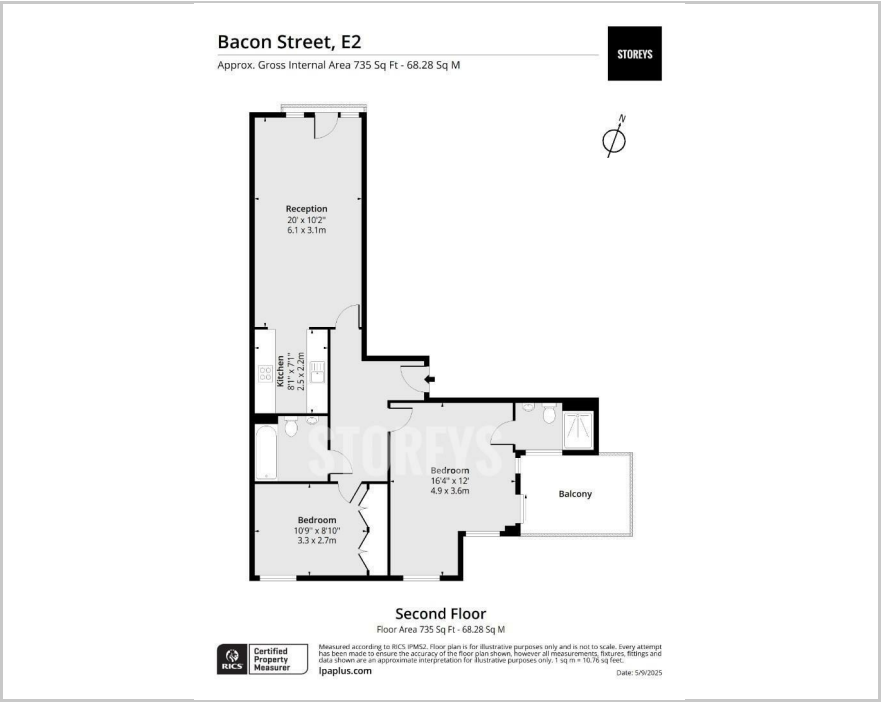 Bacon Street, E2
Approx. Gross Internal Area 735 Sq Ft - 68.28 Sq M
STOREYS
N
Reception
20' x 10'2"
6.1 x 3.1m
Kitchen
8'1" x 7'1"
2.5 x 2.2m
STOREYS
Bedroom
16'4" x 12'
4.9 x 3.6m
Balcony
Bedroom
10'9" x 8'10"
3.3 x 2.7m
Second Floor
Floor Area 735 Sq Ft - 68.28 Sq M
RICS
Certified
Property
Measurer
Measured according to RICS IPMS2. Floor plan is for illustrative purposes only and is not to scale. Every attempt
has been made to ensure the accuracy of the floor plan shown, however all measurements, fixtures, fittings and
data shown are an approximate interpretation for illustrative purposes only. 1 sq m = 10.76 sq feet.
lpaplus.com
Date: 5/9/2025